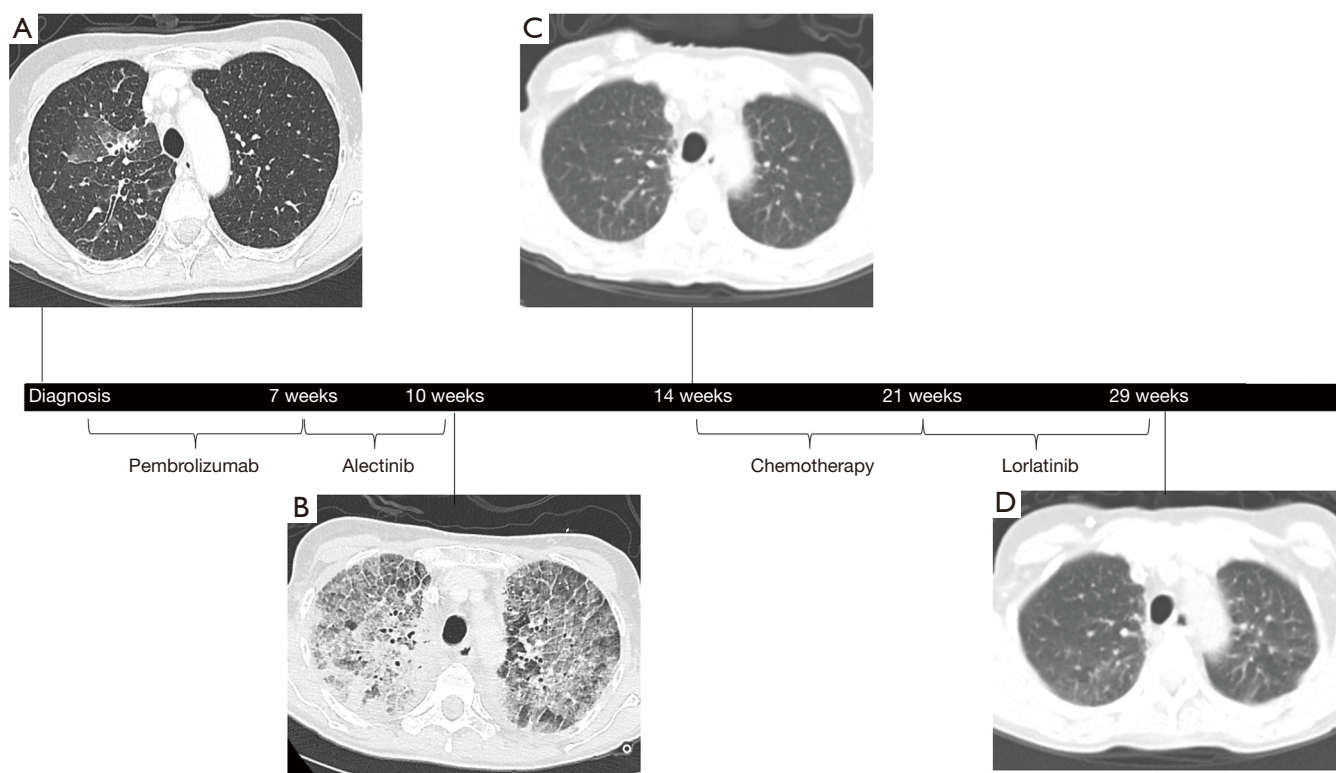 A
C
Diagnosis 7 weeks 10 weeks 14 weeks 21 weeks 29 weeks
Pembrolizumab Alectinib Chemotherapy Lorlatinib
B
D